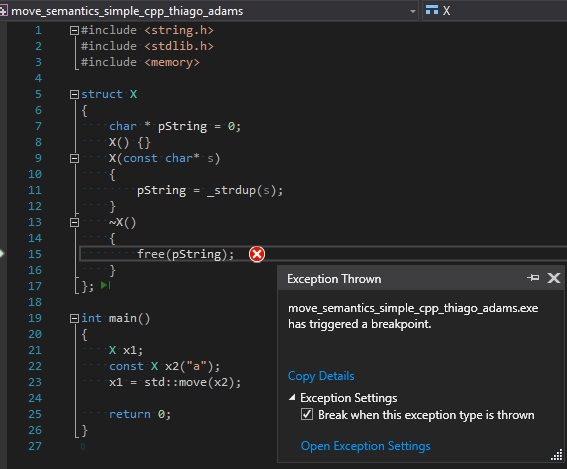 move_semantics_simple_cpp_thiago_adams X
1 #include <string.h>
2 #include <stdlib.h>
3 #include <memory>
4
5 struct X
6 {
7 char * pString = 0;
8 X() {}
9 X(const char* s)
10 {
11 pString = _strdup(s);
12 }
13 ~X()
14 {
15 free(pString);
16 }
17 };
18
19 int main()
20 {
21 X x1;
22 const X x2("a");
23 x1 = std::move(x2);
24
25 return 0;
26 }
27
Exception Thrown
move_semantics_simple_cpp_thiago_adams.exe
has triggered a breakpoint.
Copy Details
Exception Settings
Break when this exception type is thrown
Open Exception Settings